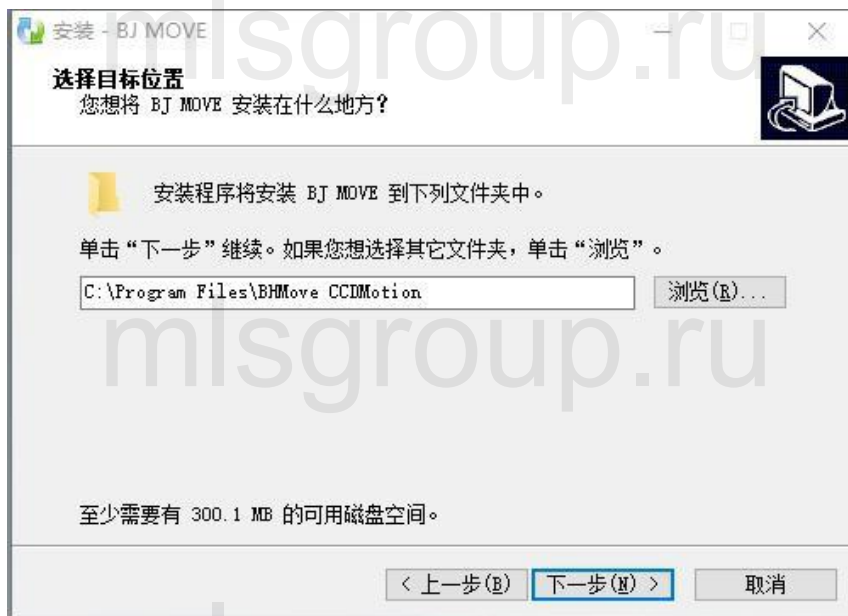 安装 - BJ MOVE
选择目标位置
您想将 BJ MOVE 安装在什么地方?
安装程序将安装 BJ MOVE 到下列文件夹中。
单击“下一步”继续。如果您想选择其它文件夹，单击“浏览”。
C:\Program Files\BHMove CCDMotion
浏览(R)...
mlsgroup.ru
mlsgroup.ru
至少需要有 300.1 MB 的可用磁盘空间。
< 上一步(B)
下一步(N) >
取消